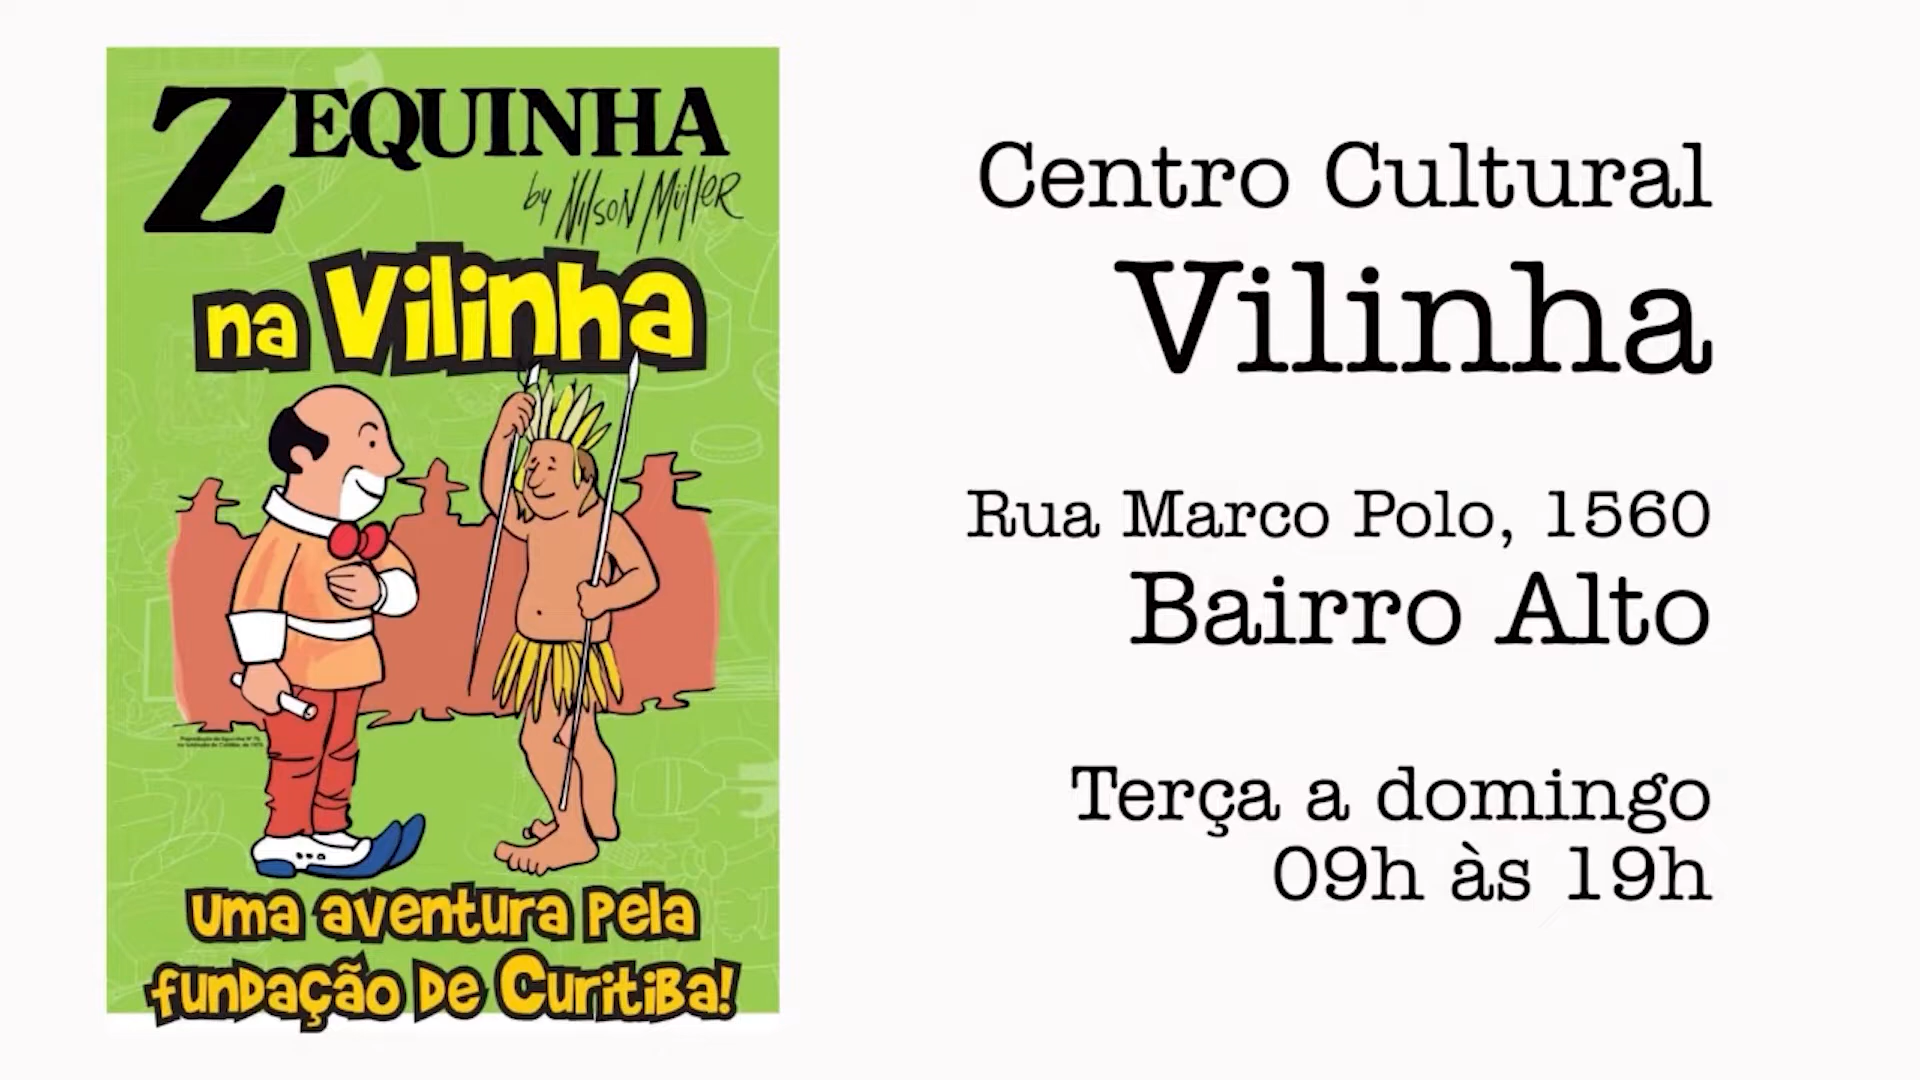 ZEQUINHA
by Nilson Müller
na Vilinha
uma aventura pela
fundação de Curitiba!
Centro Cultural
Vilinha
Rua Marco Polo, 1560
Bairro Alto
Terça a domingo
09h às 19h